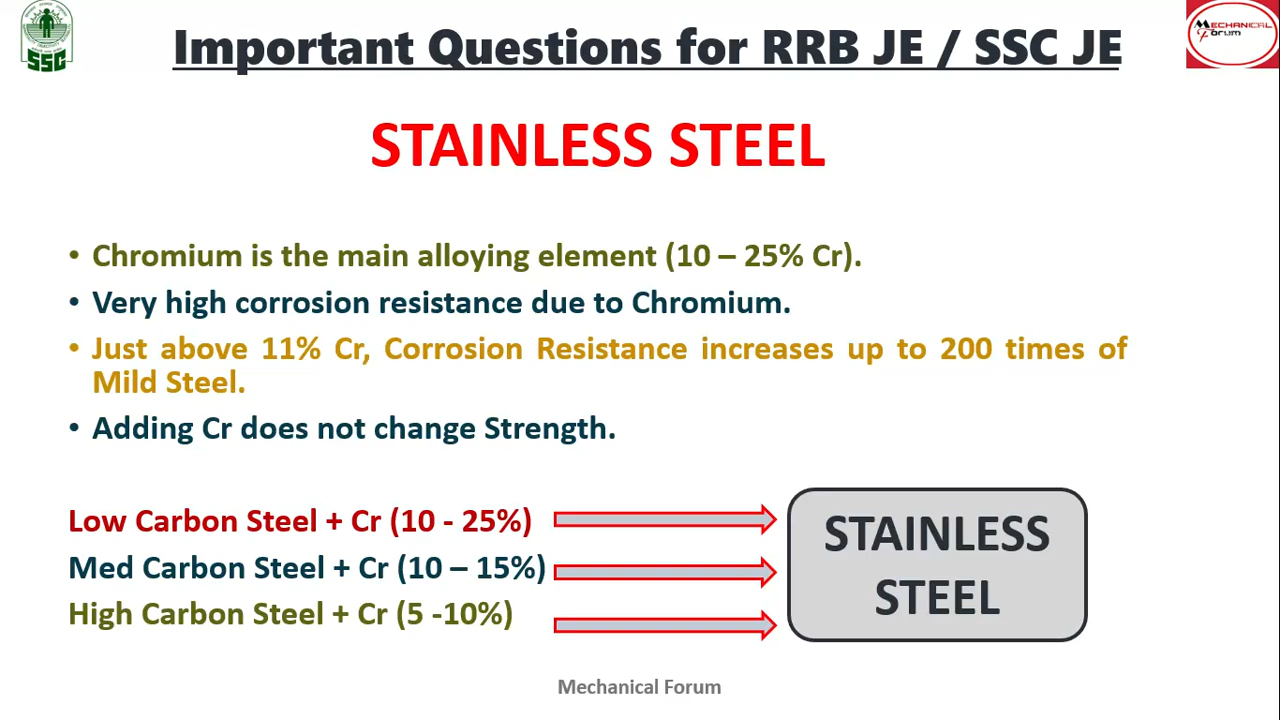 Important Questions for RRB JE / SSC JE
SSC
MECHANICAL
Forum
STAINLESS STEEL
• Chromium is the main alloying element (10 – 25% Cr).
• Very high corrosion resistance due to Chromium.
• Just above 11% Cr, Corrosion Resistance increases up to 200 times of
Mild Steel.
• Adding Cr does not change Strength.
Low Carbon Steel + Cr (10 - 25%)
Med Carbon Steel + Cr (10 – 15%)
High Carbon Steel + Cr (5 -10%)
STAINLESS
STEEL
Mechanical Forum